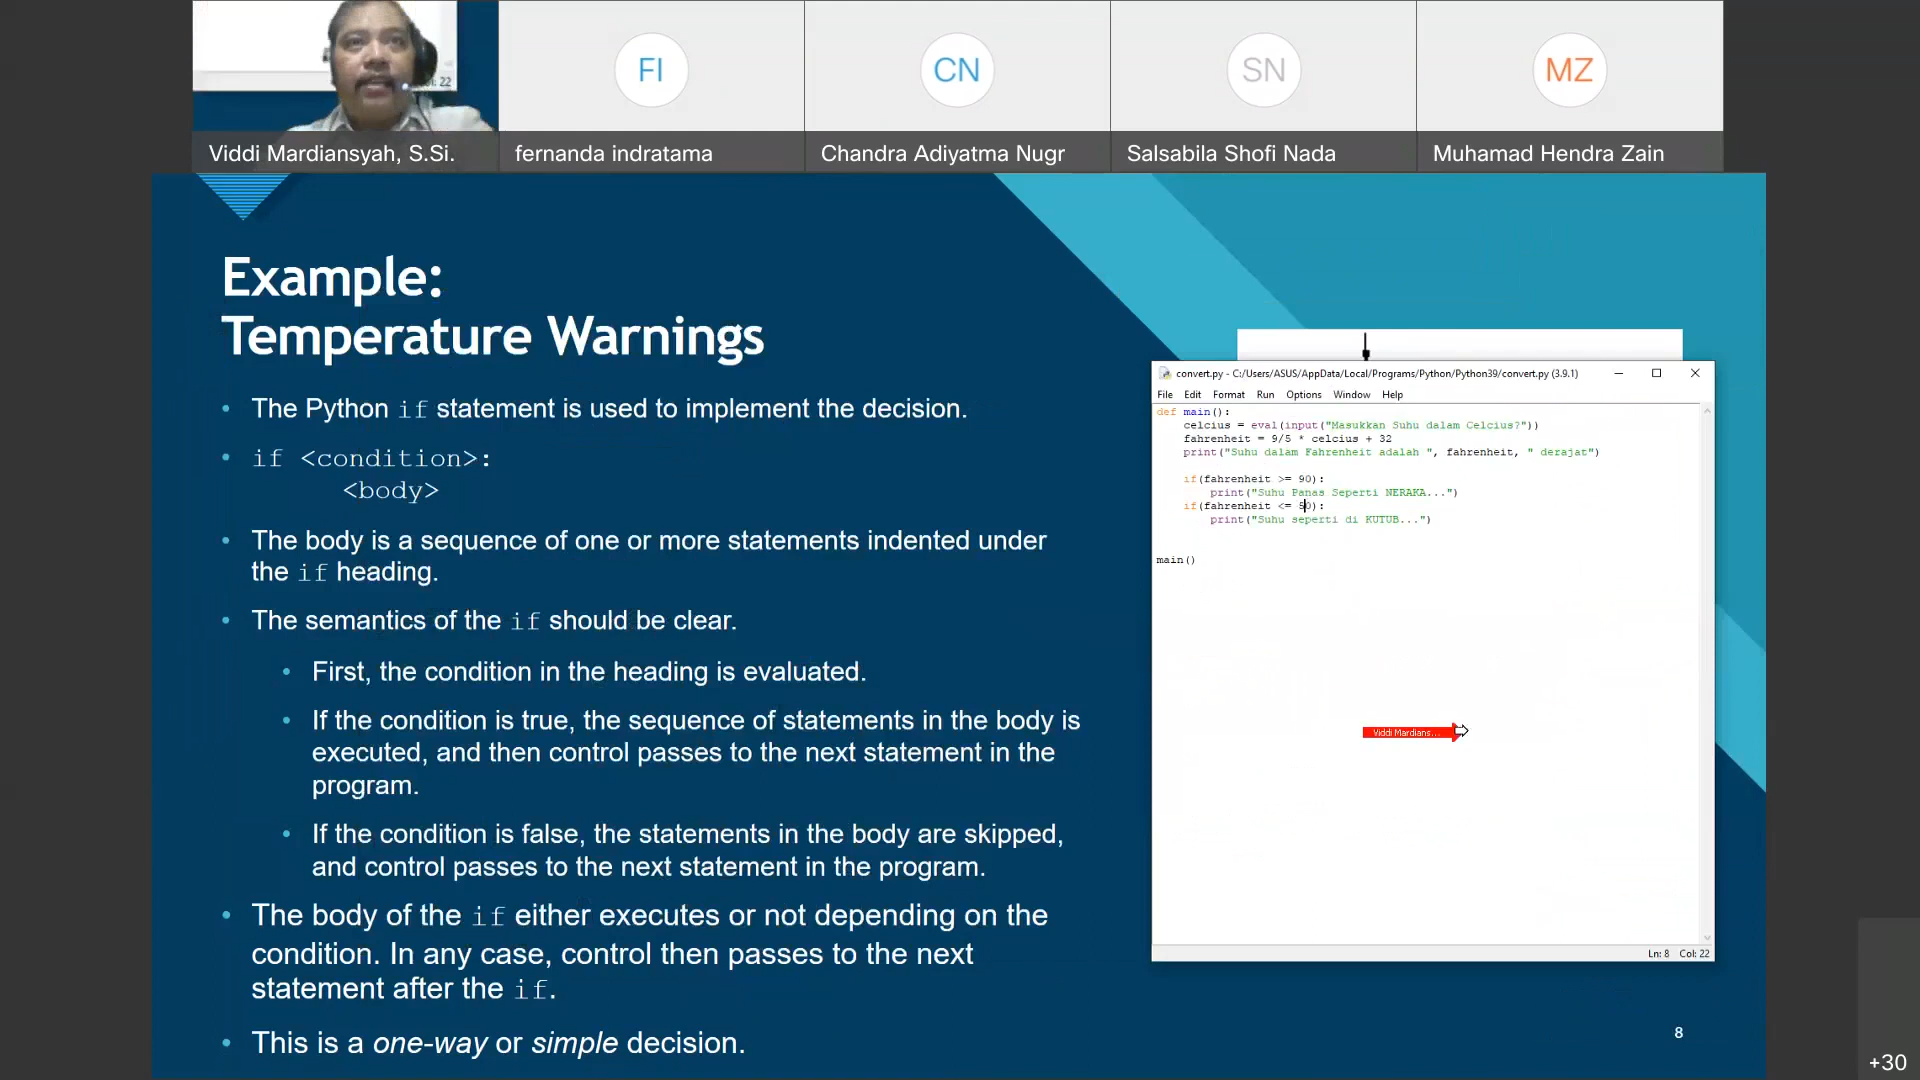 22
FI
CN
SN
MZ
Viddi Mardiansyah, S.Si.
fernanda indratama
Chandra Adiyatma Nugr
Salsabila Shofi Nada
Muhamad Hendra Zain
Example:
Temperature Warnings
• The Python if statement is used to implement the decision.
• if <condition>:
<body>
• The body is a sequence of one or more statements indented under
the if heading.
• The semantics of the if should be clear.
• First, the condition in the heading is evaluated.
• If the condition is true, the sequence of statements in the body is
executed, and then control passes to the next statement in the
program.
• If the condition is false, the statements in the body are skipped,
and control passes to the next statement in the program.
• The body of the if either executes or not depending on the
condition. In any case, control then passes to the next
statement after the if.
• This is a one-way or simple decision.
convert.py - C:/Users/ASUS/AppData/Local/Programs/Python/Python39/convert.py (3.9.1)
File Edit Format Run Options Window Help
def main():
    celcius = eval(input("Masukkan Suhu dalam Celcius?"))
    fahrenheit = 9/5 * celcius + 32
    print("Suhu dalam Fahrenheit adalah ", fahrenheit, " derajat")
    if(fahrenheit >= 90):
        print("Suhu Panas Seperti NERAKA...")
    if(fahrenheit <= 50):
        print("Suhu seperti di KUTUB...")
main()
Viddi Mardians...
Ln: 8 Col: 22
8
+30